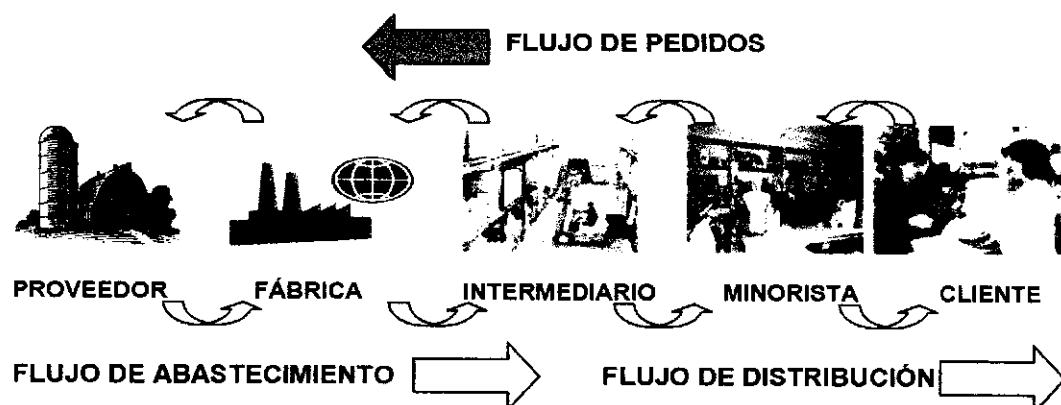 FLUJO DE PEDIDOS
PROVEEDOR FÁBRICA INTERMEDIARIO MINORISTA CLIENTE
FLUJO DE ABASTECIMIENTO FLUJO DE DISTRIBUCIÓN